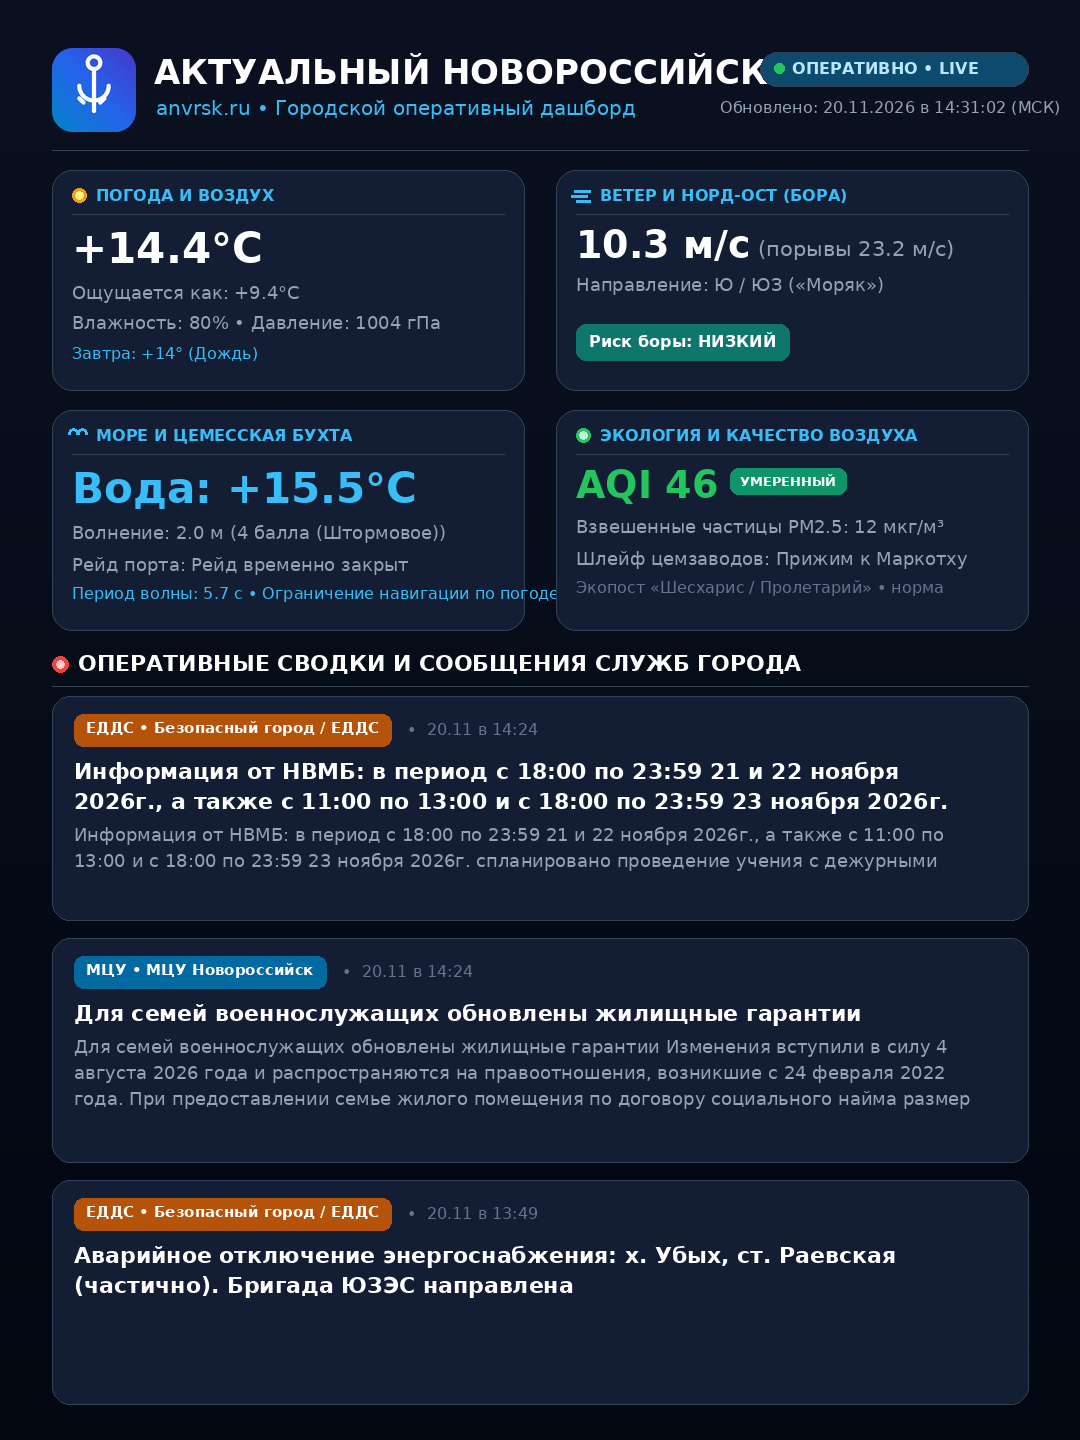 АКТУАЛЬНЫЙ НОВОРОССИЙСК
ОПЕРАТИВНО • LIVE
anvrsk.ru • Городской оперативный дашборд
Обновлено: 20.11.2026 в 14:31:02 (МСК)
ПОГОДА И ВОЗДУХ
+14.4°C
Ощущается как: +9.4°C
Влажность: 80% • Давление: 1004 гПа
Завтра: +14° (Дождь)
ВЕТЕР И НОРД-ОСТ (БОРА)
10.3 м/с (порывы 23.2 м/с)
Направление: Ю / ЮЗ («Моряк»)
Риск боры: НИЗКИЙ
МОРЕ И ЦЕМЕССКАЯ БУХТА
Вода: +15.5°C
Волнение: 2.0 м (4 балла (Штормовое))
Рейд порта: Рейд временно закрыт
Период волны: 5.7 с • Ограничение навигации по погоде
ЭКОЛОГИЯ И КАЧЕСТВО ВОЗДУХА
AQI 46 УМЕРЕННЫЙ
Взвешенные частицы PM2.5: 12 мкг/м³
Шлейф цемзаводов: Прижим к Маркотху
Экопост «Шесхарис / Пролетарий» • норма
ОПЕРАТИВНЫЕ СВОДКИ И СООБЩЕНИЯ СЛУЖБ ГОРОДА
ЕДДС • Безопасный город / ЕДДС • 20.11 в 14:24
Информация от НВМБ: в период с 18:00 по 23:59 21 и 22 ноября
2026г., а также с 11:00 по 13:00 и с 18:00 по 23:59 23 ноября 2026г.
Информация от НВМБ: в период с 18:00 по 23:59 21 и 22 ноября 2026г., а также с 11:00 по
13:00 и с 18:00 по 23:59 23 ноября 2026г. спланировано проведение учения с дежурными
МЦУ • МЦУ Новороссийск • 20.11 в 14:24
Для семей военнослужащих обновлены жилищные гарантии
Для семей военнослужащих обновлены жилищные гарантии Изменения вступили в силу 4
августа 2026 года и распространяются на правоотношения, возникшие с 24 февраля 2022
года. При предоставлении семье жилого помещения по договору социального найма размер
ЕДДС • Безопасный город / ЕДДС • 20.11 в 13:49
Аварийное отключение энергоснабжения: х. Убых, ст. Раевская
(частично). Бригада ЮЗЭС направлена